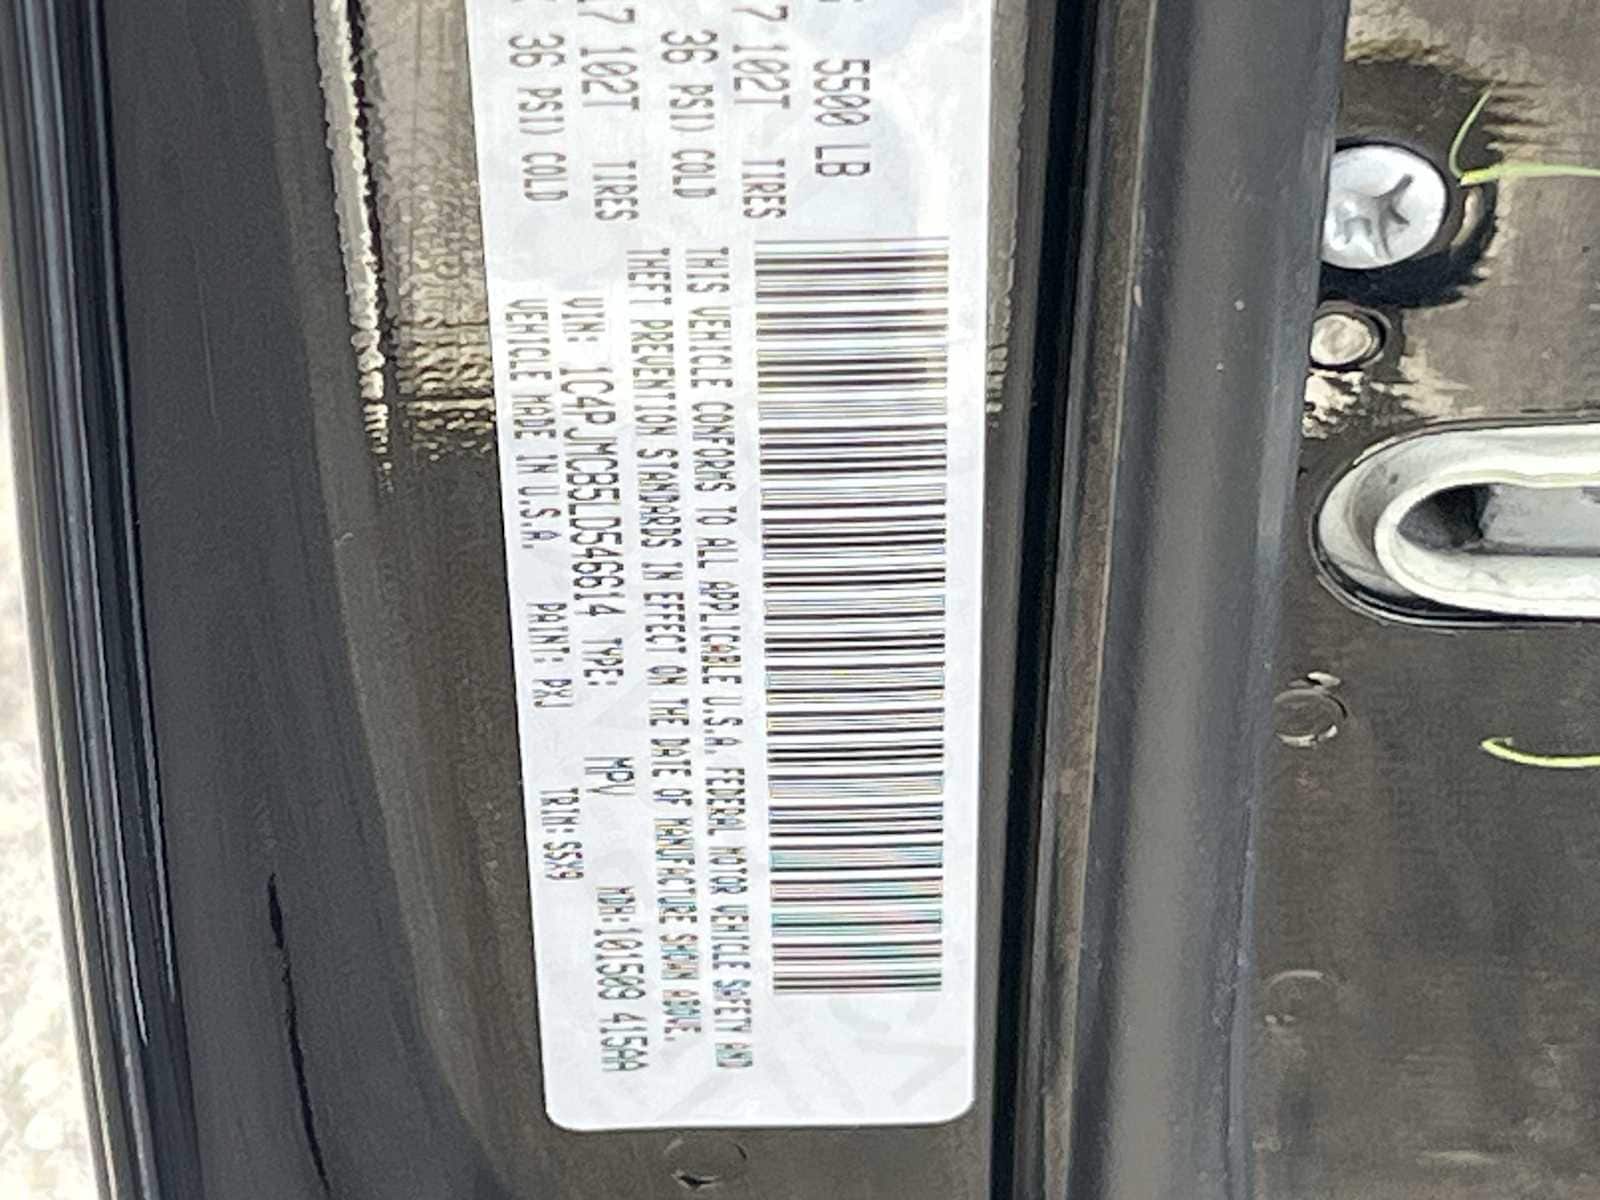 5500 LB
7 102T TIRES
36 PSI) COLD
17 102T TIRES
36 PSI) COLD
THIS VEHICLE CONFORMS TO ALL APPLICABLE U.S.A. FEDERAL MOTOR VEHICLE SAFETY AND
THEFT PREVENTION STANDARDS IN EFFECT ON THE DATE OF MANUFACTURE SHOWN ABOVE.
VIN: 1C4PJMCB5LD546614 TYPE: MPV MDH:101509 415AA
VEHICLE MADE IN U.S.A. PAINT: PXJ TRIM: S5X9